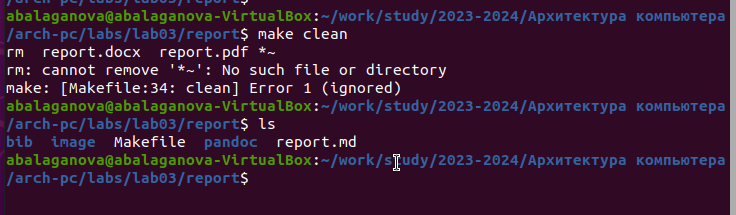 abalaganova@abalaganova-VirtualBox:~/work/study/2023-2024/Архитектура компьютера
/arch-pc/labs/lab03/report$ make clean
rm  report.docx  report.pdf *~
rm: cannot remove '*~': No such file or directory
make: [Makefile:34: clean] Error 1 (ignored)
abalaganova@abalaganova-VirtualBox:~/work/study/2023-2024/Архитектура компьютера
/arch-pc/labs/lab03/report$ ls
bib  image  Makefile  pandoc  report.md
abalaganova@abalaganova-VirtualBox:~/work/study/2023-2024/Архитектура компьютера
/arch-pc/labs/lab03/report$